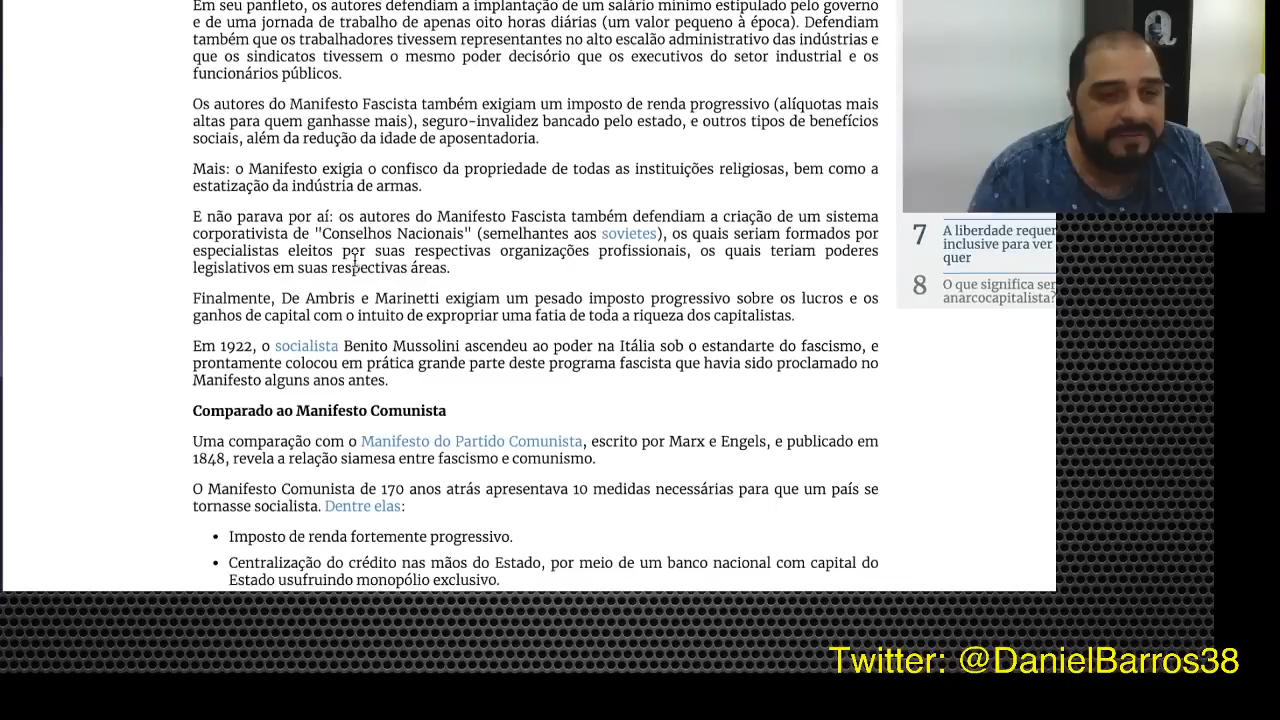 Em seu panfleto, os autores defendiam a implantação de um salário mínimo estipulado pelo governo
e de uma jornada de trabalho de apenas oito horas diárias (um valor pequeno à época). Defendiam
também que os trabalhadores tivessem representantes no alto escalão administrativo das indústrias e
que os sindicatos tivessem o mesmo poder decisório que os executivos do setor industrial e os
funcionários públicos.
Os autores do Manifesto Fascista também exigiam um imposto de renda progressivo (alíquotas mais
altas para quem ganhasse mais), seguro-invalidez bancado pelo estado, e outros tipos de benefícios
sociais, além da redução da idade de aposentadoria.
Mais: o Manifesto exigia o confisco da propriedade de todas as instituições religiosas, bem como a
estatização da indústria de armas.
E não parava por aí: os autores do Manifesto Fascista também defendiam a criação de um sistema
corporativista de "Conselhos Nacionais" (semelhantes aos sovietes), os quais seriam formados por
especialistas eleitos por suas respectivas organizações profissionais, os quais teriam poderes
legislativos em suas respectivas áreas.
Finalmente, De Ambris e Marinetti exigiam um pesado imposto progressivo sobre os lucros e os
ganhos de capital com o intuito de expropriar uma fatia de toda a riqueza dos capitalistas.
Em 1922, o socialista Benito Mussolini ascendeu ao poder na Itália sob o estandarte do fascismo, e
prontamente colocou em prática grande parte deste programa fascista que havia sido proclamado no
Manifesto alguns anos antes.
Comparado ao Manifesto Comunista
Uma comparação com o Manifesto do Partido Comunista, escrito por Marx e Engels, e publicado em
1848, revela a relação siamesa entre fascismo e comunismo.
O Manifesto Comunista de 170 anos atrás apresentava 10 medidas necessárias para que um país se
tornasse socialista. Dentre elas:
• Imposto de renda fortemente progressivo.
• Centralização do crédito nas mãos do Estado, por meio de um banco nacional com capital do
Estado usufruindo monopólio exclusivo.
7 A liberdade requer
inclusive para ver
quer
8 O que significa ser
anarcocapitalista?
Twitter: @DanielBarros38